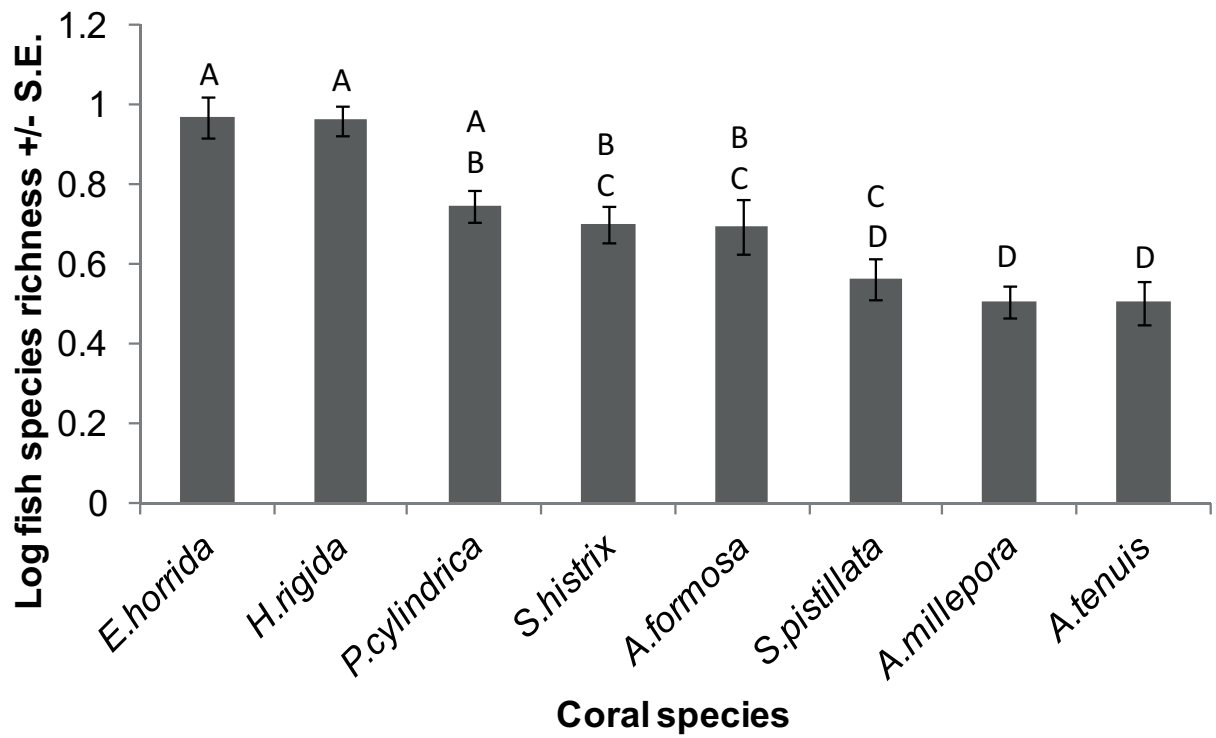 Log fish species richness +/- S.E.
1.2
1
0.8
0.6
0.4
0.2
0
A
A
A
B
B
C
B
C
C
D
D
D
E.horrida
H.rigida
P.cylindrica
S.histrix
A.formosa
S.pistillata
A.millepora
A.tenuis
Coral species